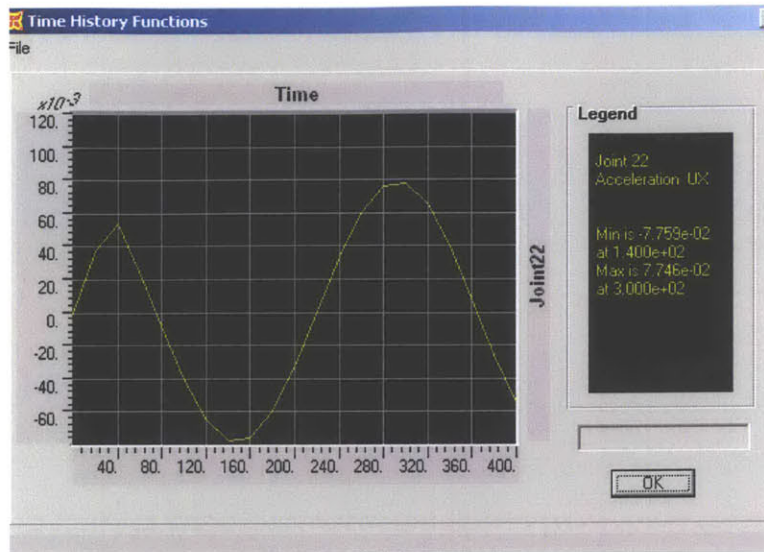 Time History Functions
File
Time
x10-3
120.
100.
80.
60.
40.
20.
0.
-20.
-40.
-60.
40. 80. 120. 160. 200. 240. 280. 320. 360. 400.
Joint22
Legend
Joint 22
Acceleration UX
Min is -7.759e-02
at 1.400e+02
Max is 7.746e-02
at 3.000e+02
OK